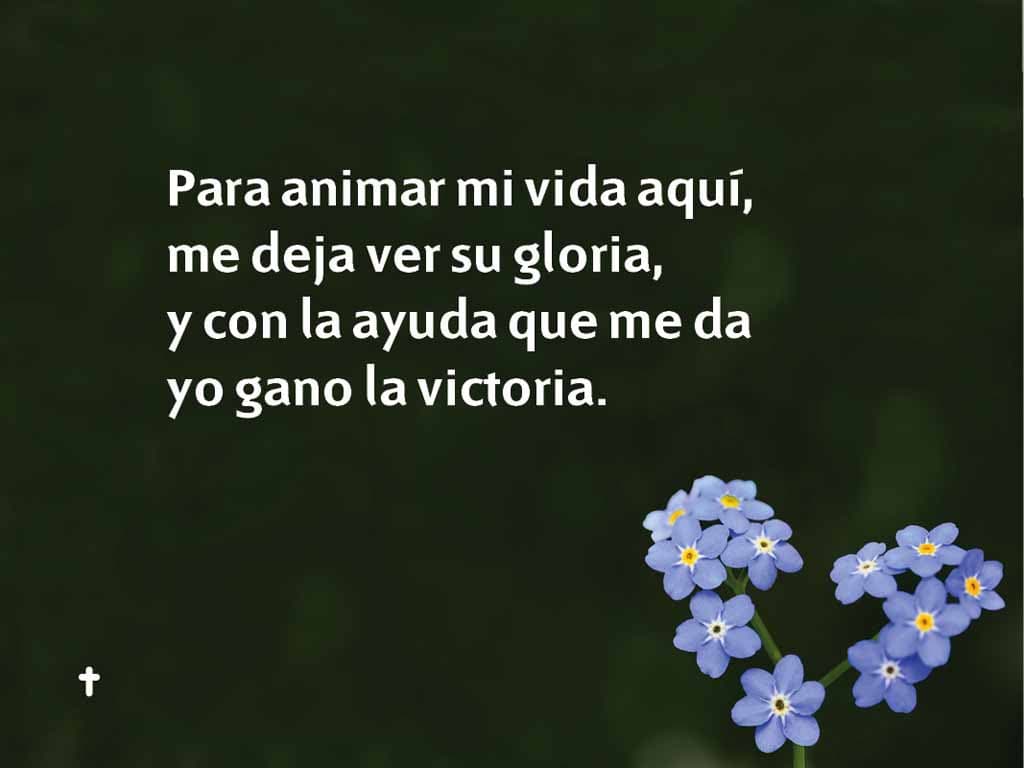 Para animar mi vida aquí,
me deja ver su gloria,
y con la ayuda que me da
yo gano la victoria.